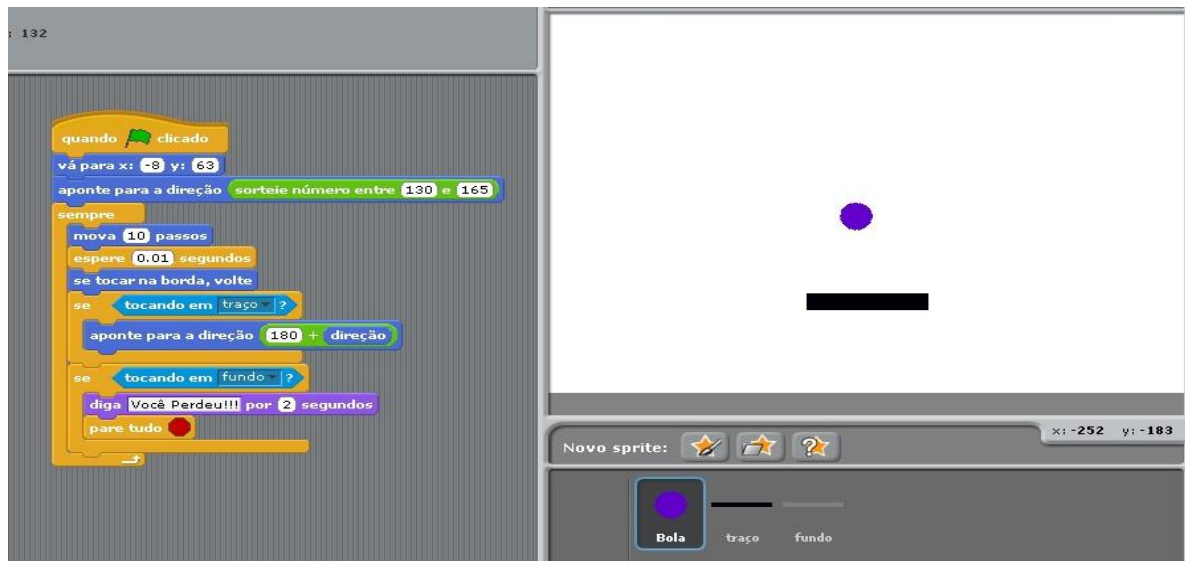 : 132
quando clicado
vá para x: -8 y: 63
aponte para a direção sorteie número entre 130 e 165
sempre
mova 10 passos
espere 0.01 segundos
se tocar na borda, volte
se tocando em traço ?
aponte para a direção 180 + direção
se tocando em fundo ?
diga Você Perdeu!!! por 2 segundos
pare tudo
x: -252 y: -183
Novo sprite:
Bola traço fundo